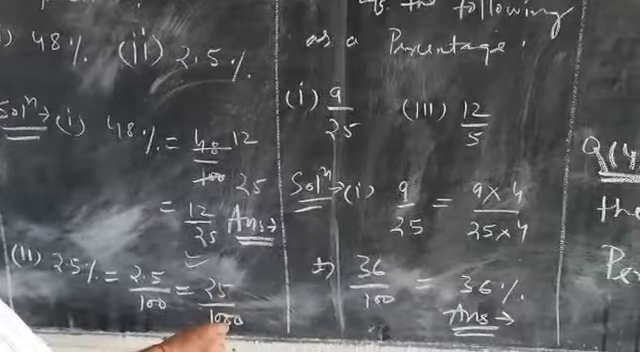 ) 48% (ii) 2.5%.
Solⁿ → (i) 48% = 48 12
100 25
= 12/25 Ans →
(ii) 2.5% = 2.5/100 = 25/1000
of the following
as a Percentage.
(i) 9/25 (iii) 12/5
Solⁿ → (i) 9/25 = 9×4/25×4
⇒ 36/100 = 36%.
Ans →
Q(4
the
Pe